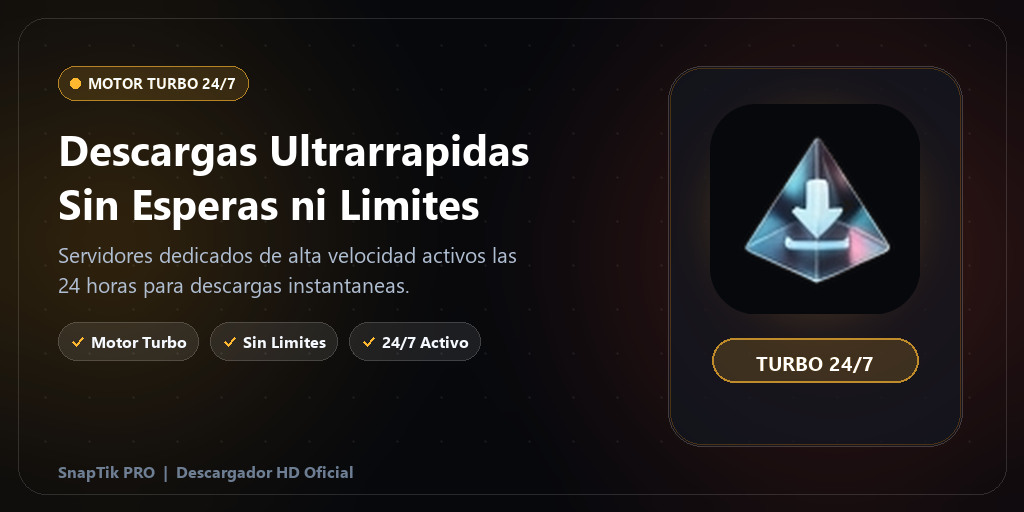 MOTOR TURBO 24/7
Descargas Ultrarrapidas
Sin Esperas ni Limites
Servidores dedicados de alta velocidad activos las
24 horas para descargas instantaneas.
Motor Turbo
Sin Limites
24/7 Activo
TURBO 24/7
SnapTik PRO | Descargador HD Oficial